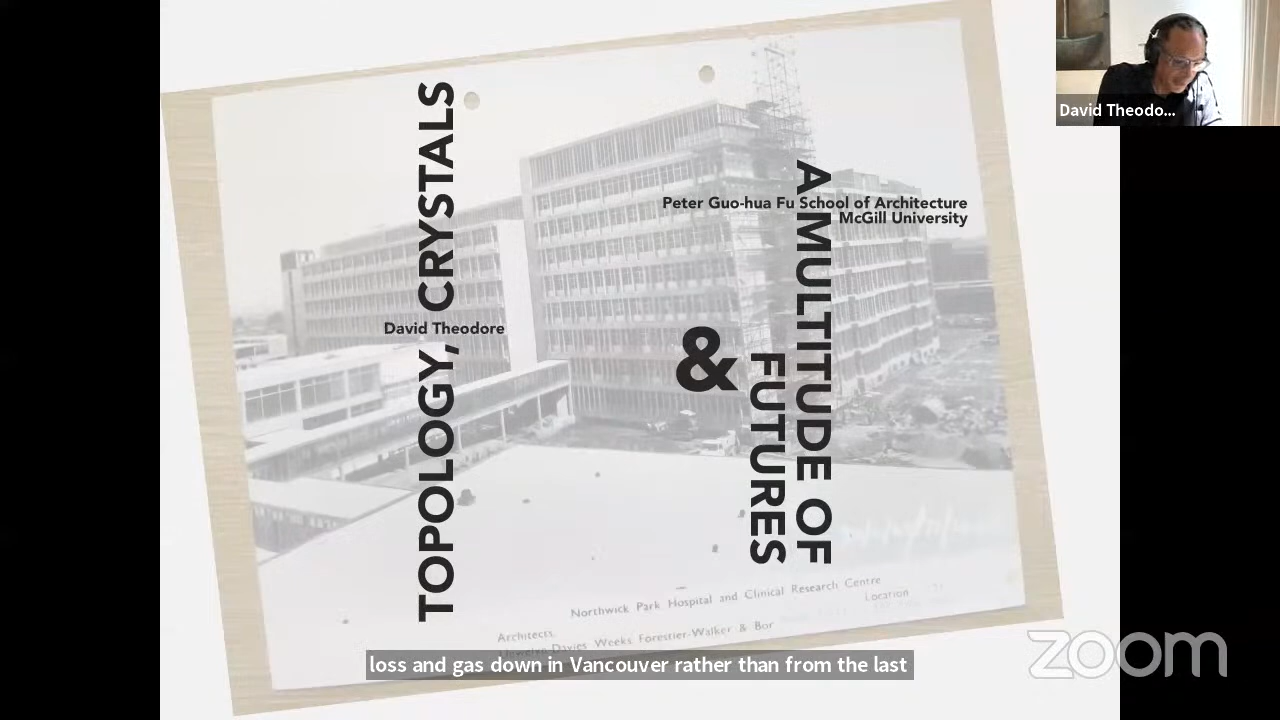 David Theodo...
TOPOLOGY, CRYSTALS
&
A MULTITUDE OF
FUTURES
David Theodore
Peter Guo-hua Fu School of Architecture
McGill University
Northwick Park Hospital and Clinical Research Centre
Location
Architects.
Llewelyn-Davies Weeks Forestier-Walker & Bor
loss and gas down in Vancouver rather than from the last
zoom